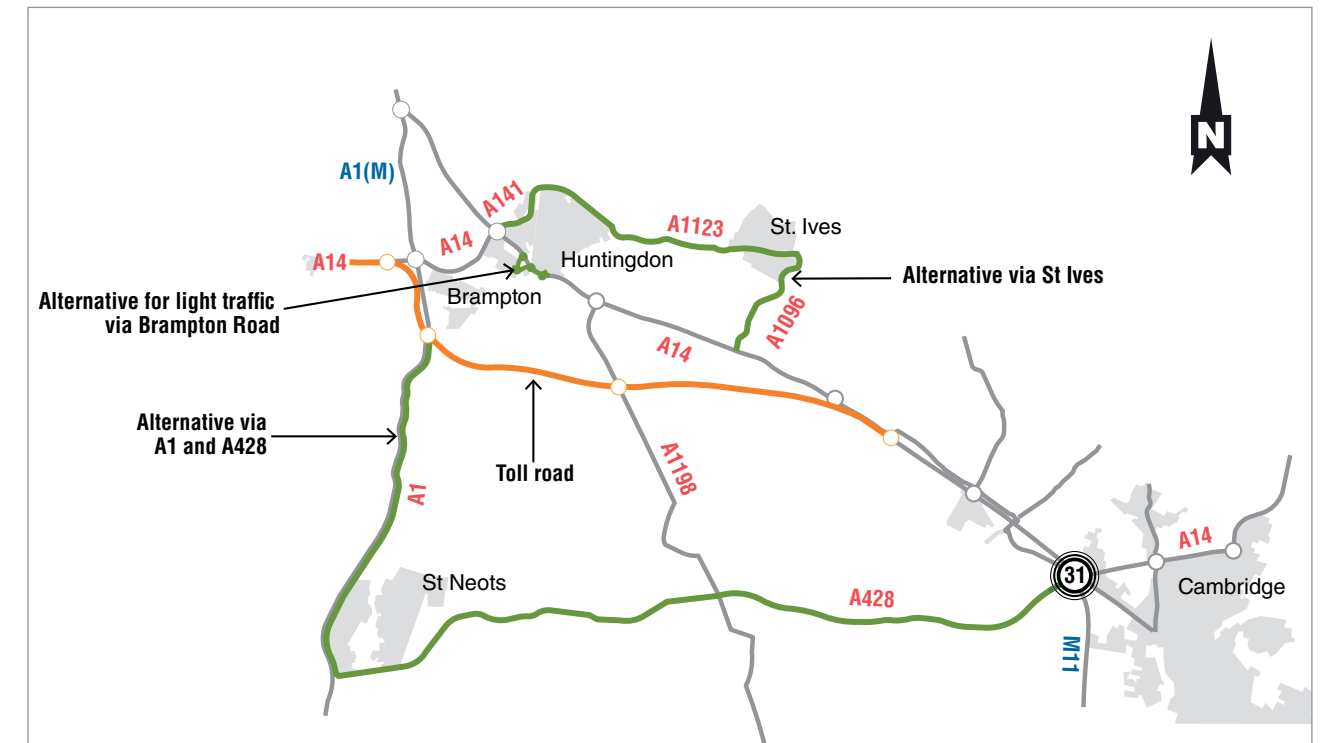 N
A1(M)
A141
A1123
St. Ives
A14
A14
Huntingdon
Alternative via St Ives
Alternative for light traffic
via Brampton Road
Brampton
A1096
A14
Alternative via
A1 and A428
Toll road
A1198
A1
A14
31
Cambridge
St Neots
A428
M11